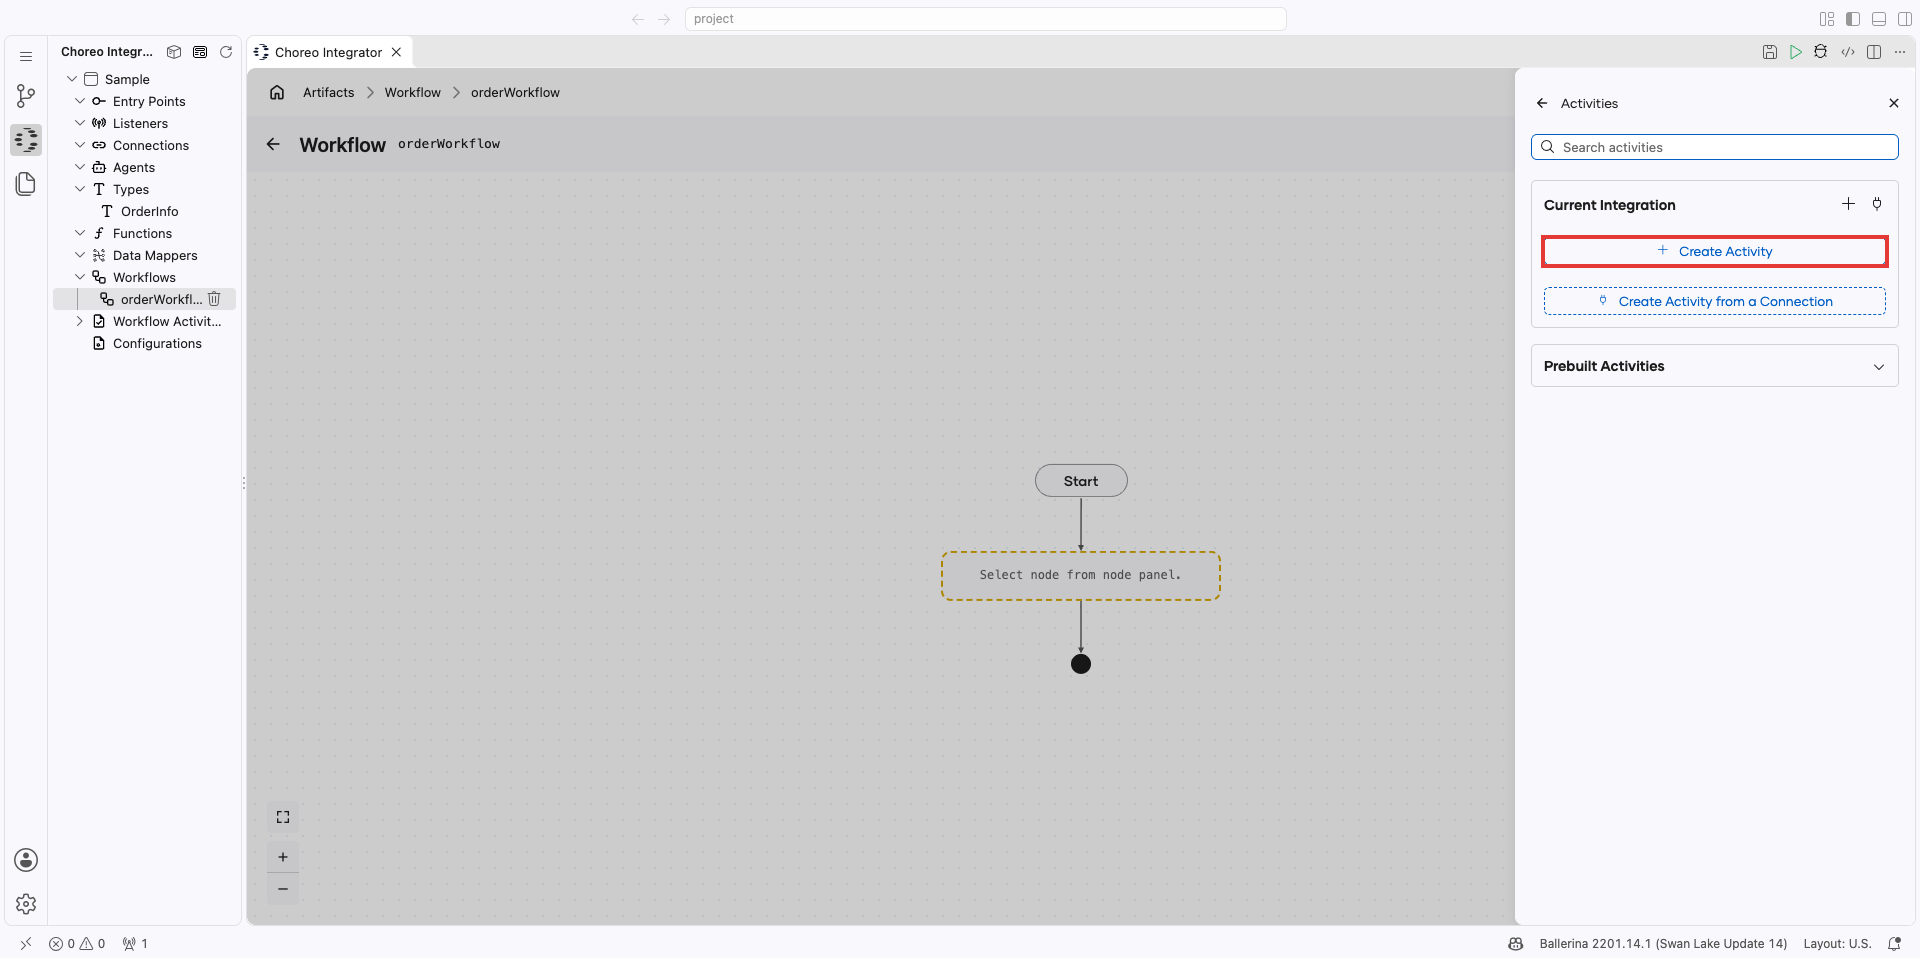 project
Choreo Integr...
Sample
Entry Points
Listeners
Connections
Agents
Types
OrderInfo
Functions
Data Mappers
Workflows
orderWorkfl...
Workflow Activit...
Configurations
Choreo Integrator
Artifacts > Workflow > orderWorkflow
Workflow orderWorkflow
Start
Select node from node panel.
Activities
Search activities
Current Integration
Create Activity
Create Activity from a Connection
Prebuilt Activities
0 0 1
Ballerina 2201.14.1 (Swan Lake Update 14) Layout: U.S.